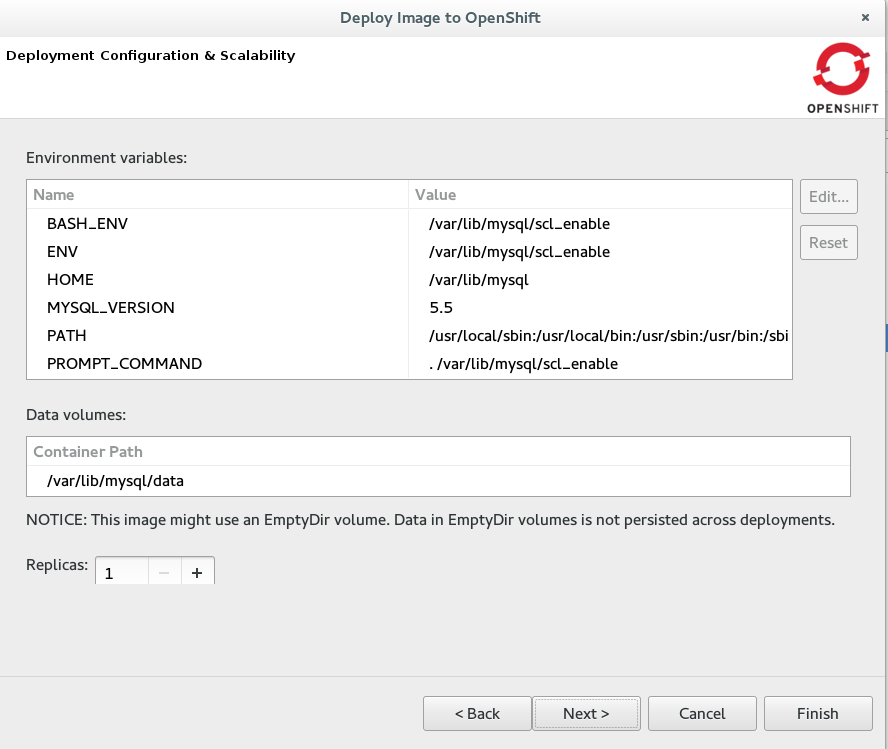 Deploy Image to OpenShift ×
Deployment Configuration & Scalability
OPENSHIFT
Environment variables:
Name Value
BASH_ENV /var/lib/mysql/scl_enable
ENV /var/lib/mysql/scl_enable
HOME /var/lib/mysql
MYSQL_VERSION 5.5
PATH /usr/local/sbin:/usr/local/bin:/usr/sbin:/usr/bin:/sbi
PROMPT_COMMAND . /var/lib/mysql/scl_enable
Edit...
Reset
Data volumes:
Container Path
/var/lib/mysql/data
NOTICE: This image might use an EmptyDir volume. Data in EmptyDir volumes is not persisted across deployments.
Replicas: 1 − +
< Back Next > Cancel Finish